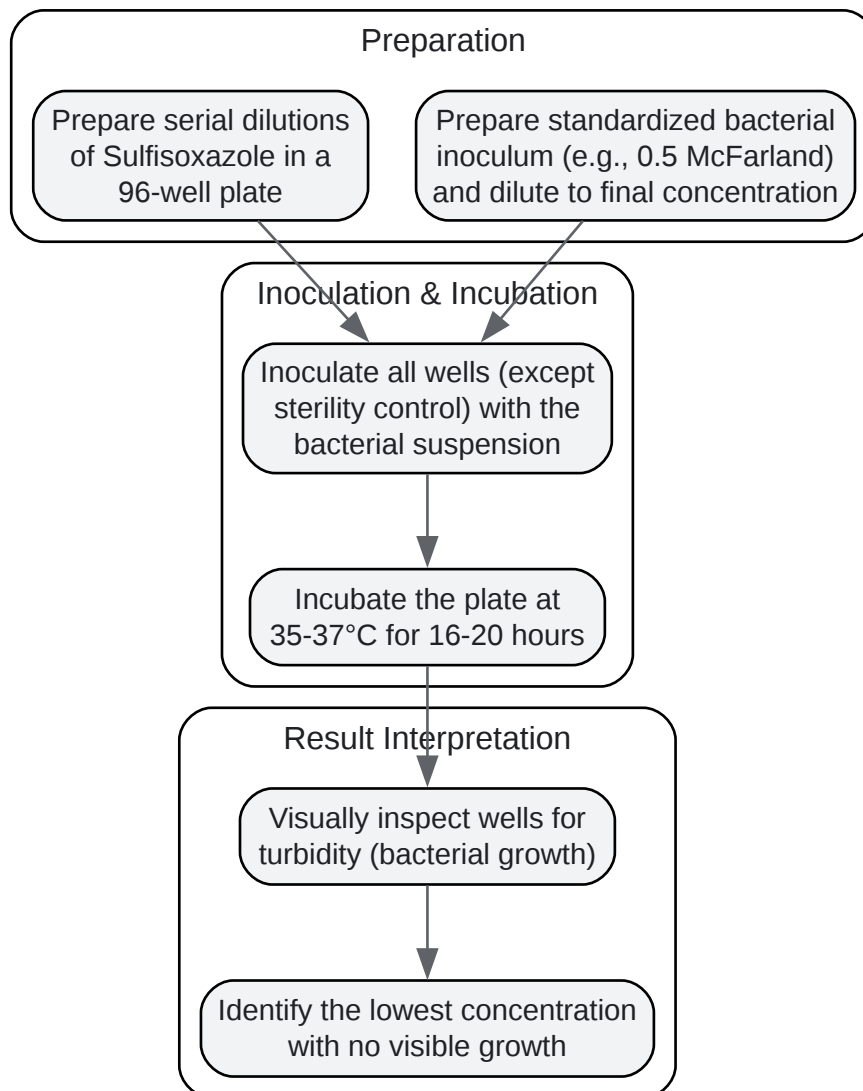 Preparation
Prepare serial dilutions
of Sulfisoxazole in a
96-well plate
Prepare standardized bacterial
inoculum (e.g., 0.5 McFarland)
and dilute to final concentration
Inoculation & Incubation
Inoculate all wells (except
sterility control) with the
bacterial suspension
Incubate the plate at
35-37°C for 16-20 hours
Result Interpretation
Visually inspect wells for
turbidity (bacterial growth)
Identify the lowest concentration
with no visible growth